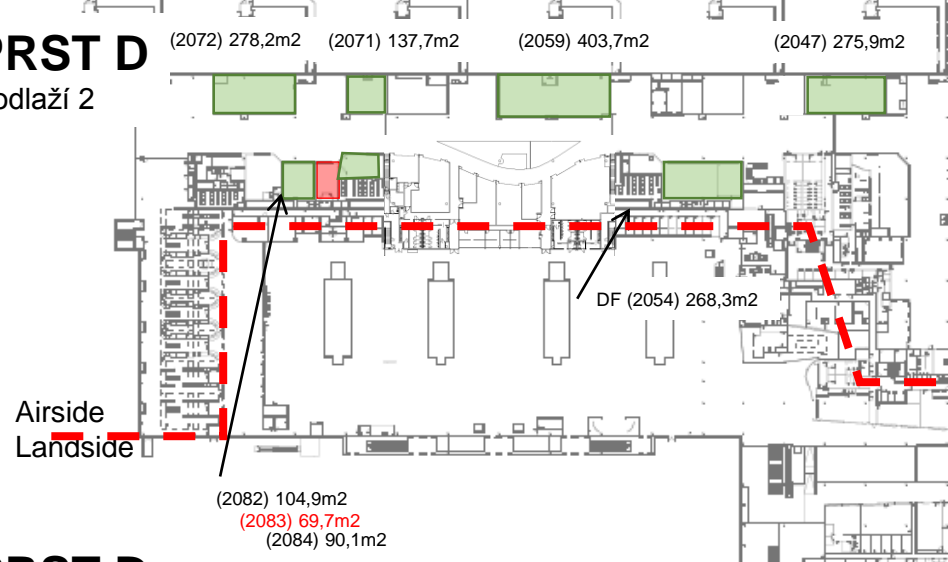 PRST D
odlaží 2
(2072) 278,2m2 (2071) 137,7m2 (2059) 403,7m2 (2047) 275,9m2
DF (2054) 268,3m2
Airside
Landside
(2082) 104,9m2
(2083) 69,7m2
(2084) 90,1m2
PRST D